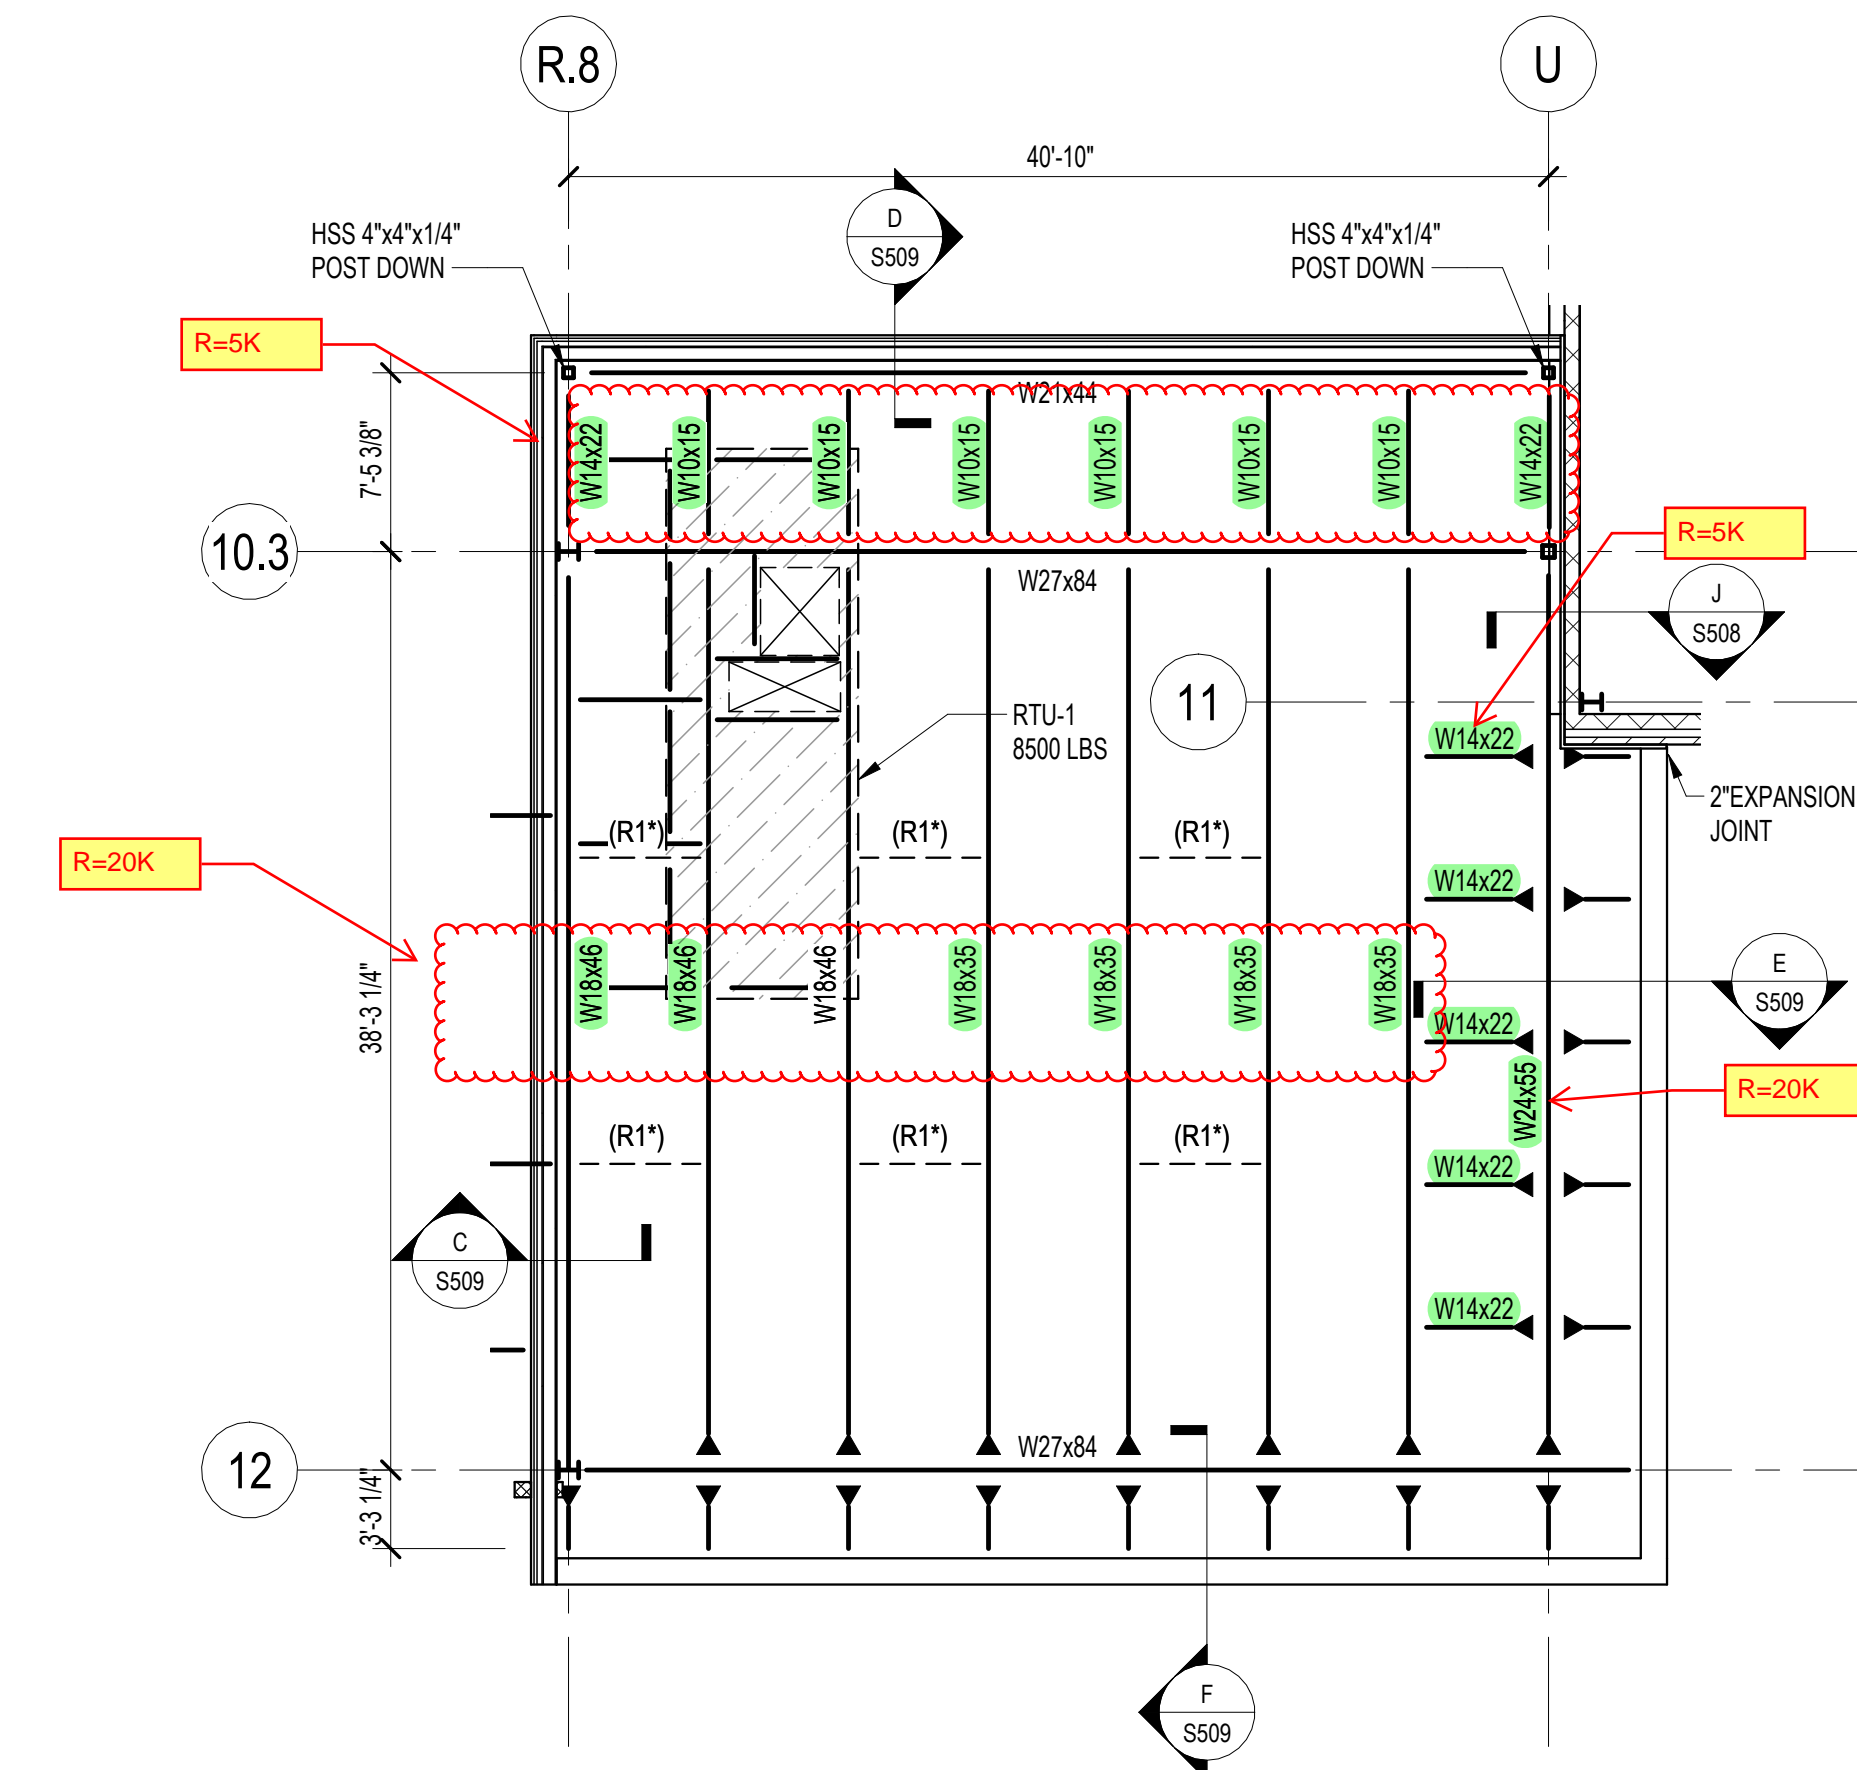 R.8
U
40'-10"
HSS 4"x4"x1/4"
POST DOWN
D
S509
HSS 4"x4"x1/4"
POST DOWN
R=5K
W21x44
7'-5 3/8"
W14x22
W10x15
W10x15
W10x15
W10x15
W10x15
W10x15
W14x22
R=5K
10.3
W27x84
J
S508
11
RTU-1
8500 LBS
W14x22
2"EXPANSION
JOINT
(R1*)
(R1*)
(R1*)
R=20K
W14x22
38'-3 1/4"
W18x46
W18x46
W18x46
W18x35
W18x35
W18x35
W18x35
E
S509
W14x22
W24x55
R=20K
(R1*)
(R1*)
(R1*)
W14x22
C
S509
W14x22
W27x84
12
3'-3 1/4"
F
S509